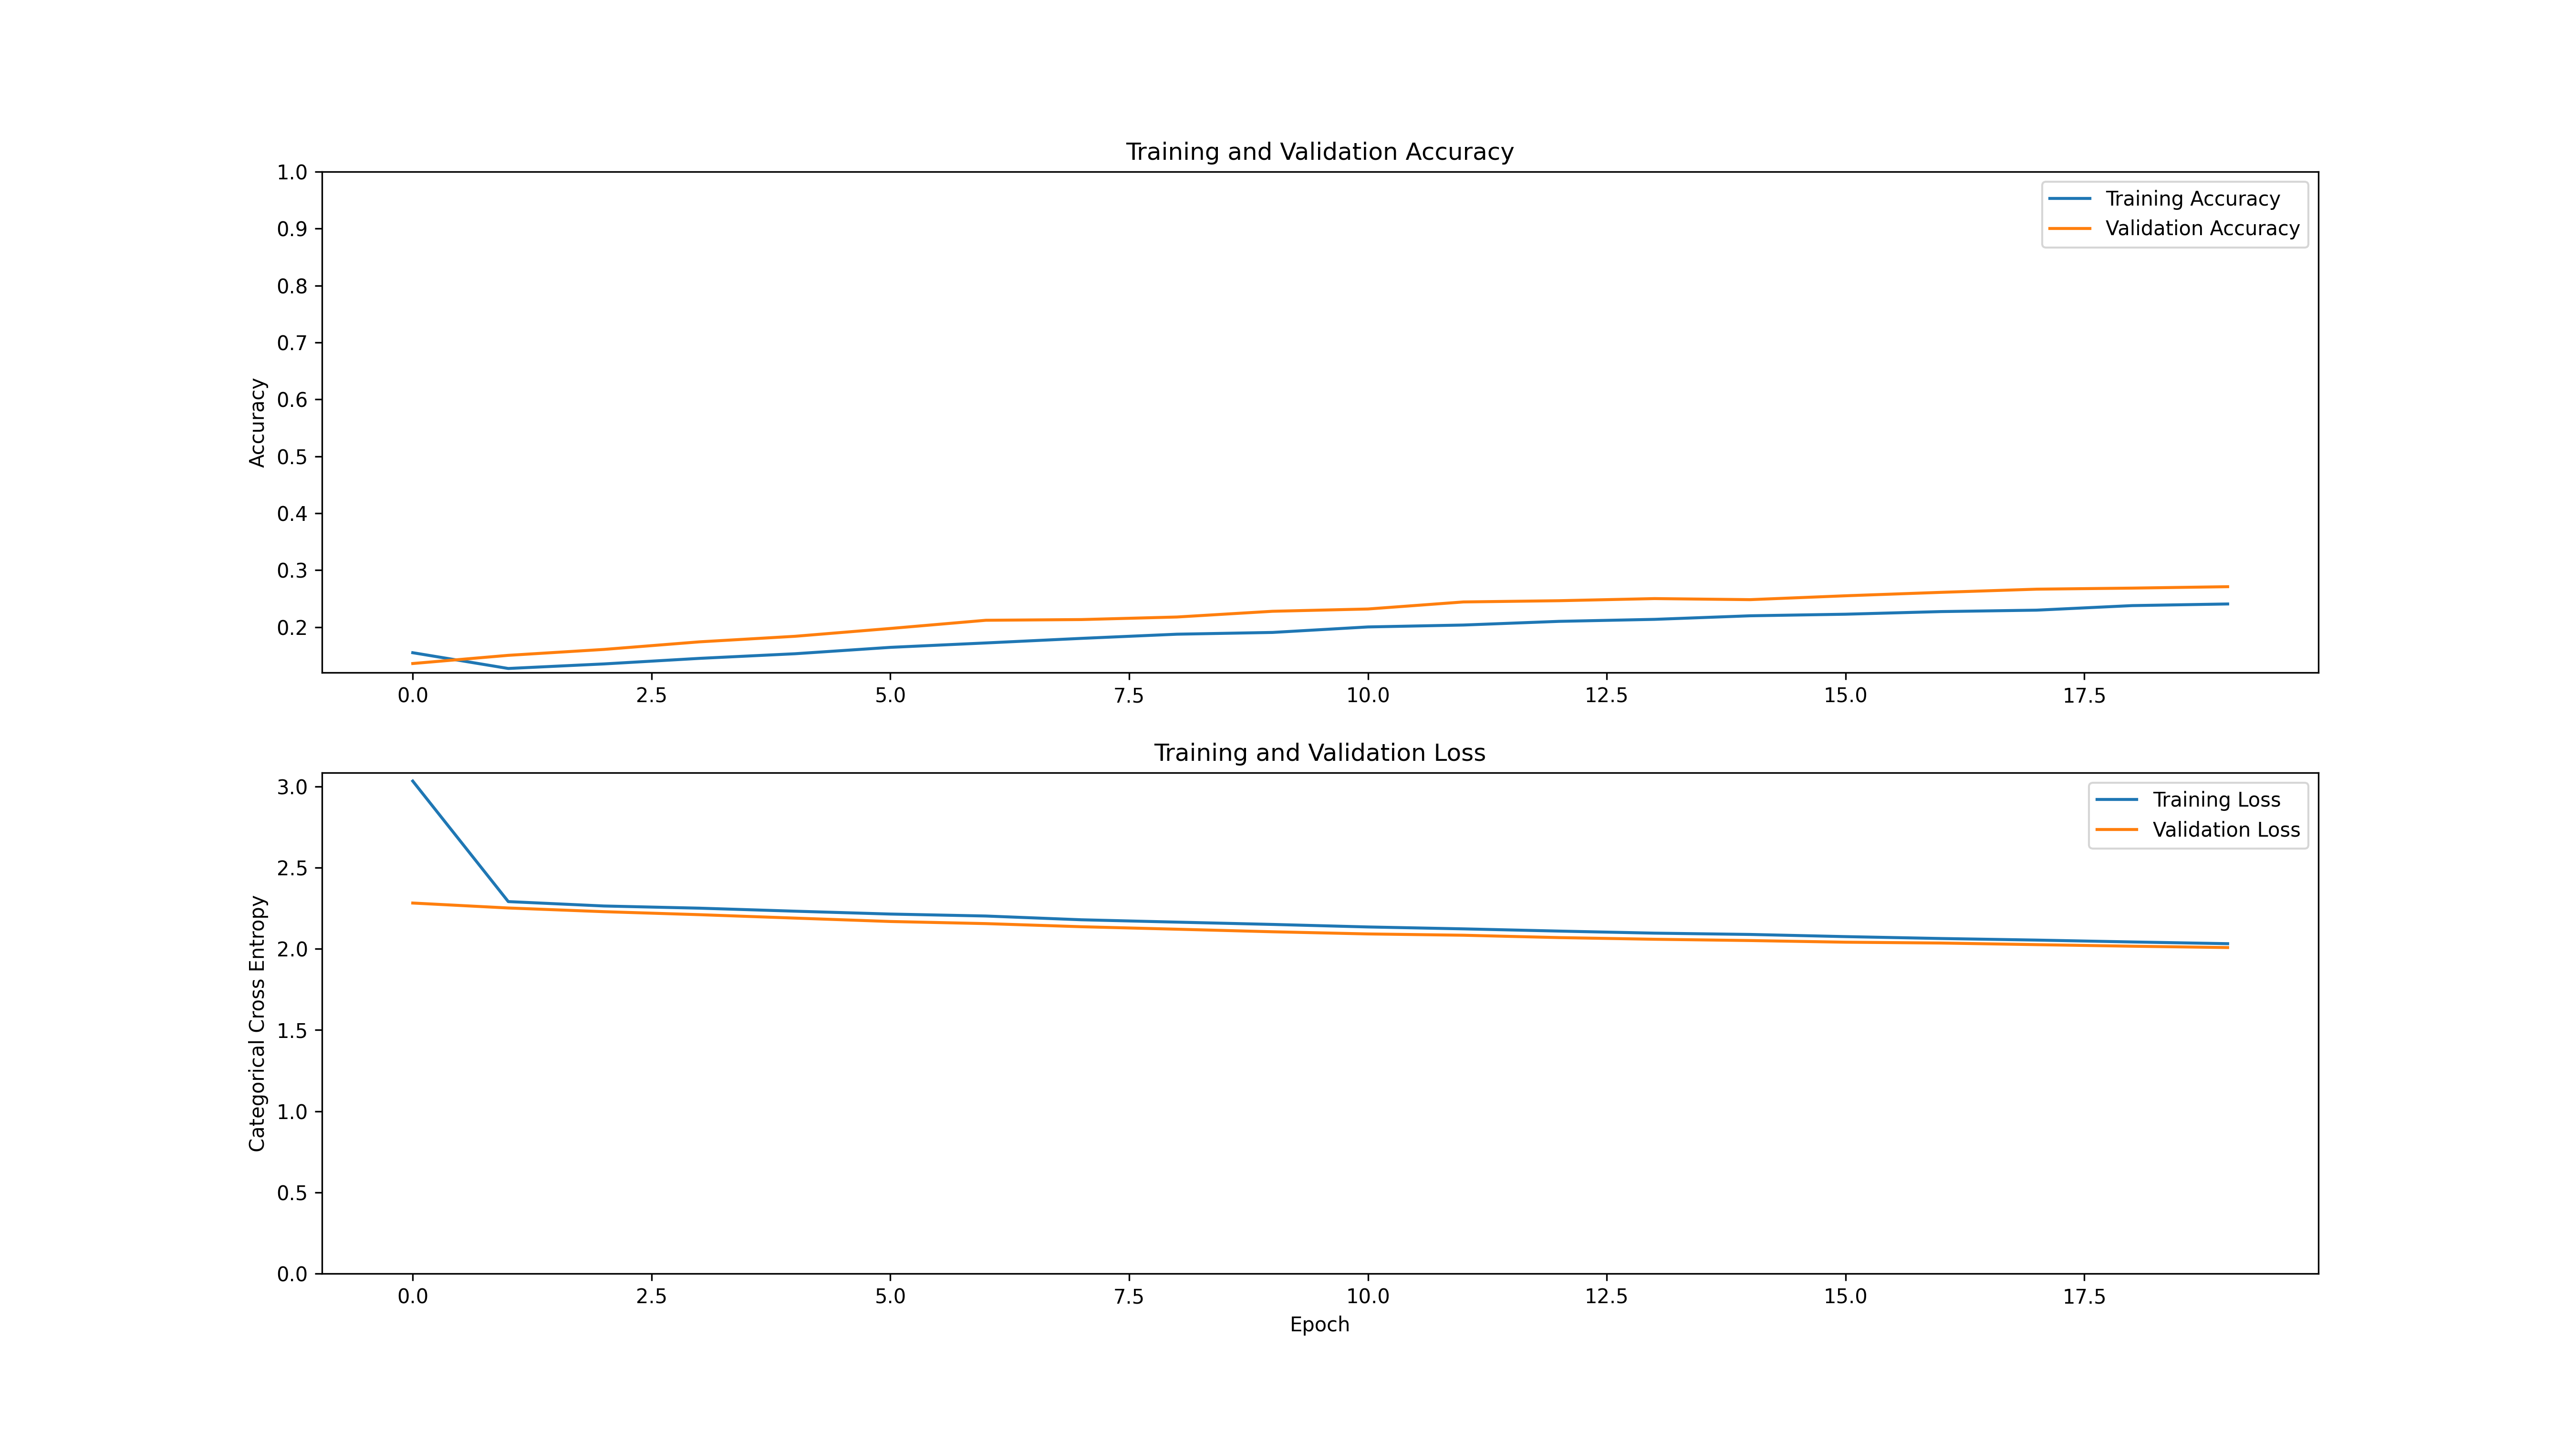 Training and Validation Accuracy
1.0
0.9
0.8
0.7
0.6
0.5
0.4
0.3
0.2
Accuracy
Training Accuracy
Validation Accuracy
0.0 2.5 5.0 7.5 10.0 12.5 15.0 17.5
Training and Validation Loss
3.0
2.5
2.0
1.5
1.0
0.5
0.0
Categorical Cross Entropy
Training Loss
Validation Loss
0.0 2.5 5.0 7.5 10.0 12.5 15.0 17.5
Epoch